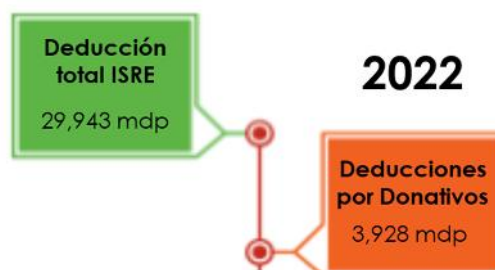 Deducción
total ISRE
29,943 mdp
2022
Deducciones
por Donativos
3,928 mdp